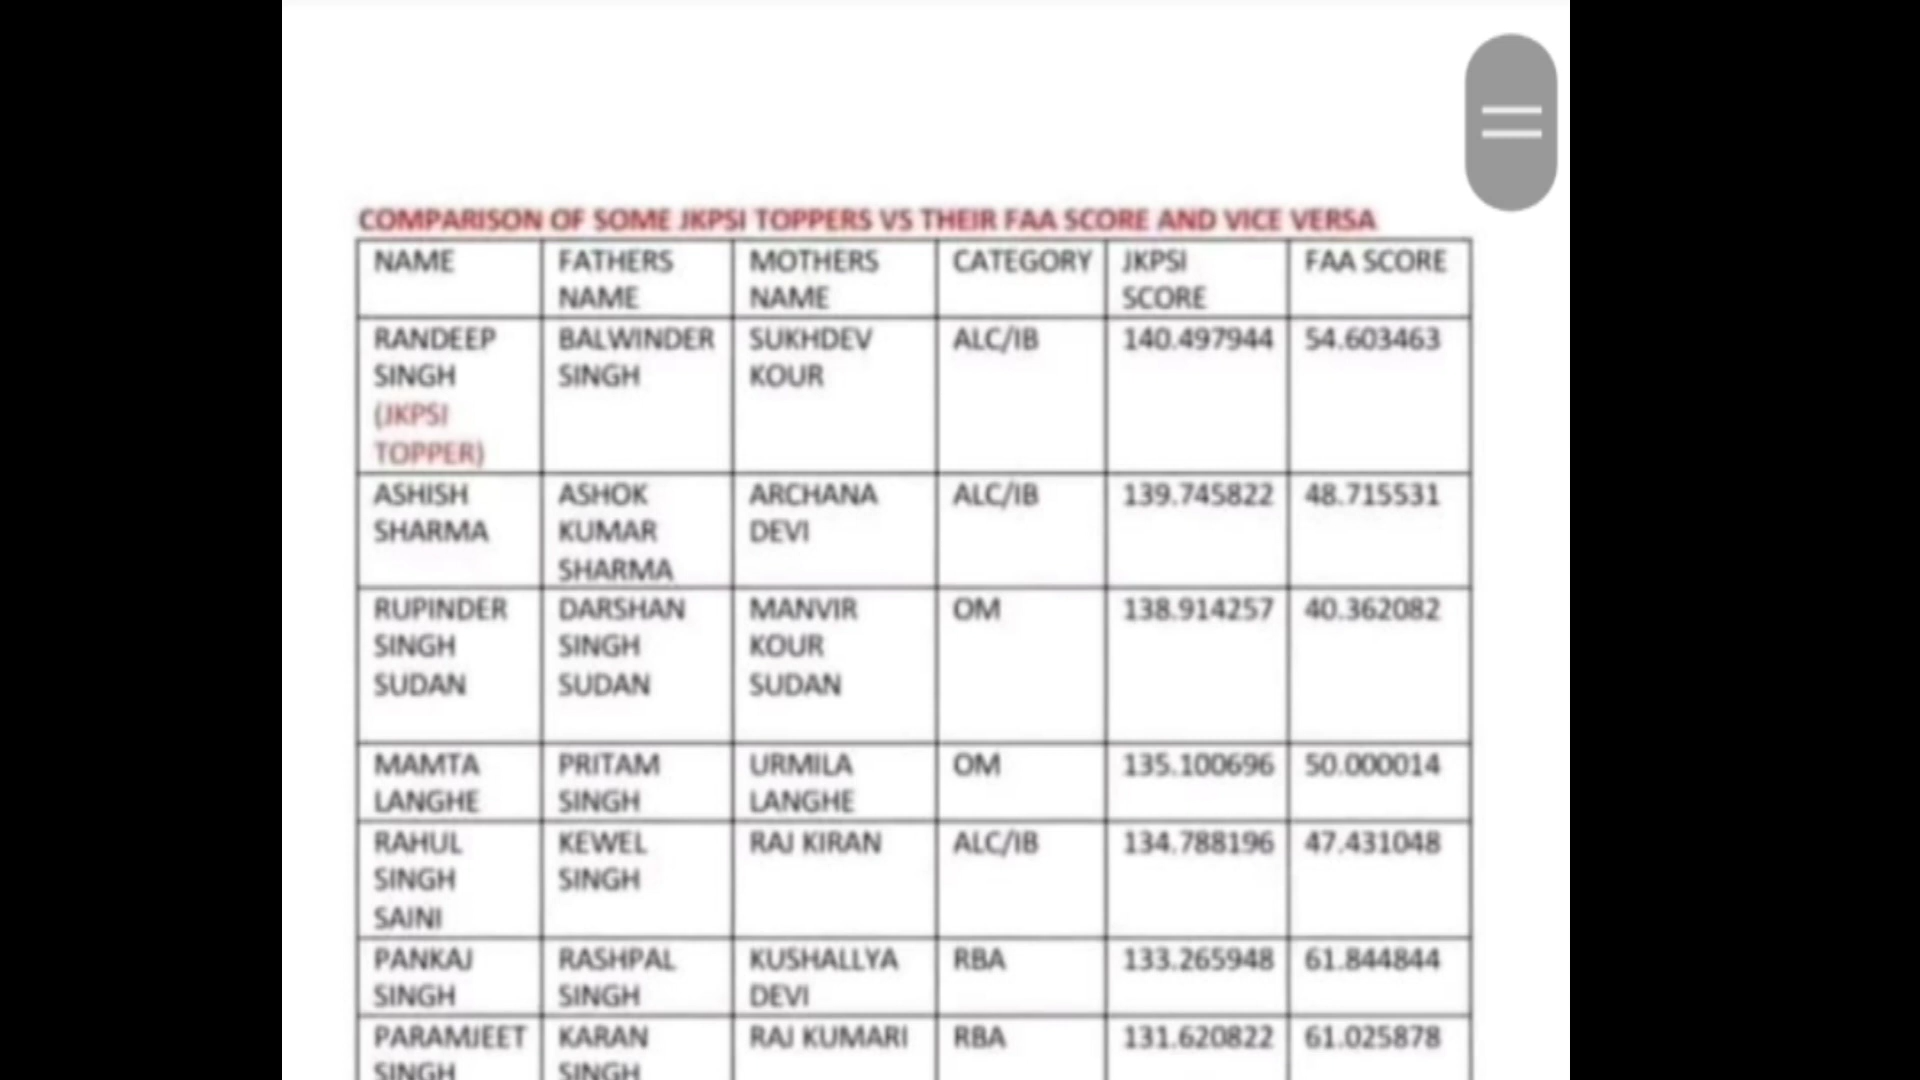 COMPARISON OF SOME JKPSI TOPPERS VS THEIR FAA SCORE AND VICE VERSA
NAME FATHERS NAME MOTHERS NAME CATEGORY JKPSI SCORE FAA SCORE
RANDEEP SINGH (JKPSI TOPPER) BALWINDER SINGH SUKHDEV KOUR ALC/IB 140.497944 54.603463
ASHISH SHARMA ASHOK KUMAR SHARMA ARCHANA DEVI ALC/IB 139.745822 48.715531
RUPINDER SINGH SUDAN DARSHAN SINGH SUDAN MANVIR KOUR SUDAN OM 138.914257 40.362082
MAMTA LANGHE PRITAM SINGH URMILA LANGHE OM 135.100696 50.000014
RAHUL SINGH SAINI KEWEL SINGH RAJ KIRAN ALC/IB 134.788196 47.431048
PANKAJ SINGH RASHPAL SINGH KUSHALLYA DEVI RBA 133.265948 61.844844
PARAMJEET SINGH KARAN SINGH RAJ KUMARI RBA 131.620822 61.025878